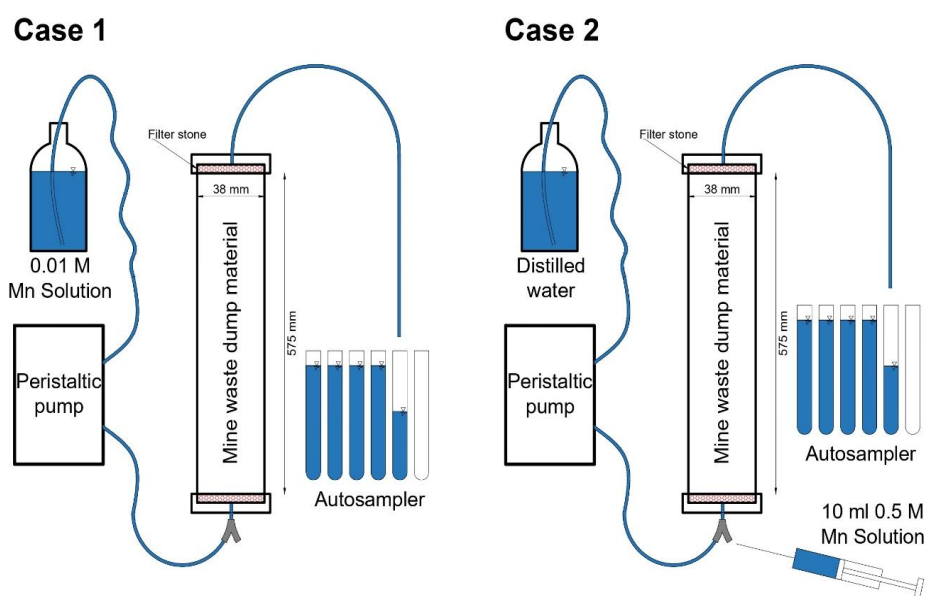 Case 1
Filter stone
38 mm
Mine waste dump material
575 mm
0.01 M
Mn Solution
Peristaltic
pump
Autosampler
Case 2
Filter stone
38 mm
Mine waste dump material
575 mm
Distilled
water
Peristaltic
pump
Autosampler
10 ml 0.5 M
Mn Solution